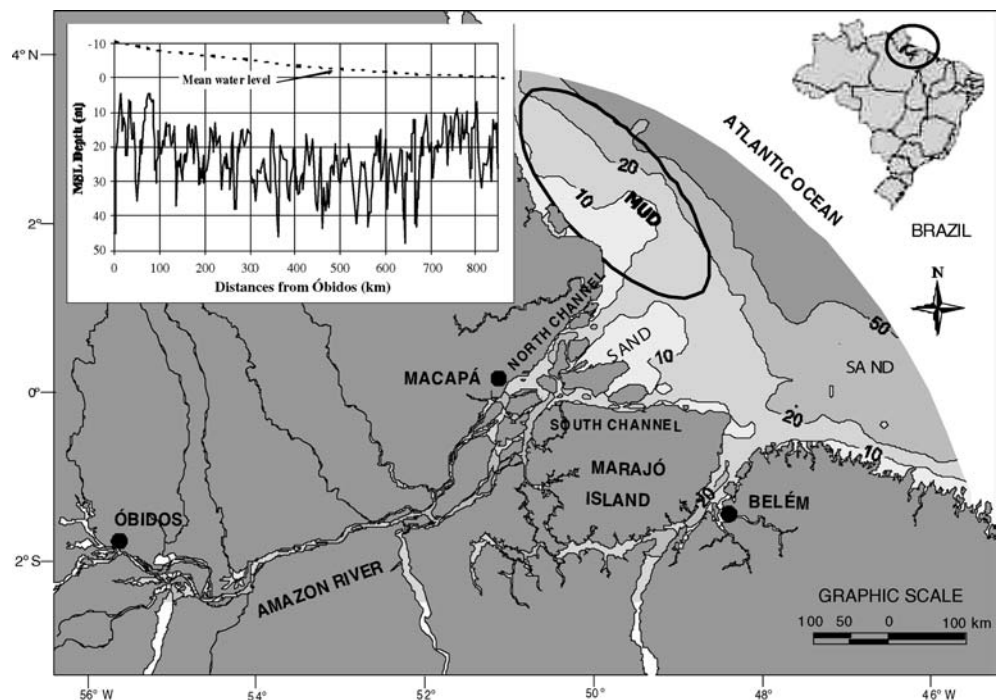 4°N
2°
0°
2°S
56° W
54°
52°
50°
48°
46° W
-10
0
10
20
30
40
50
MSL Depth (m)
Mean water level
0
100
200
300
400
500
600
700
800
Distances from Óbidos (km)
ATLANTIC OCEAN
BRAZIL
N
20
10
MUD
50
NORTH CHANNEL
SAND
10
SAND
MACAPÁ
20
SOUTH CHANNEL
10
MARAJÓ
ISLAND
20
BELÉM
ÓBIDOS
AMAZON RIVER
GRAPHIC SCALE
100 50 0 100 km